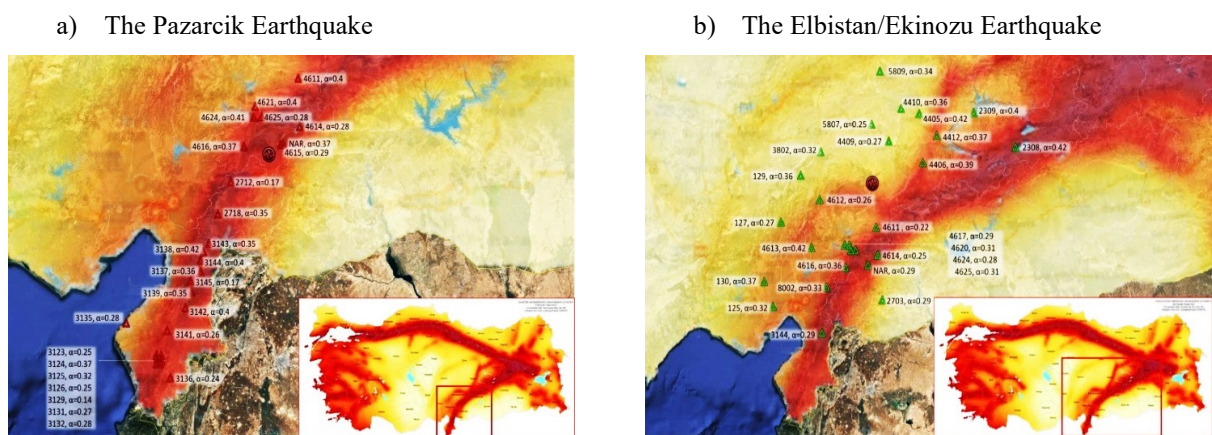 a) The Pazarcik Earthquake
4611, α=0.4
4621, α=0.4
4624, α=0.41
4625, α=0.28
4614, α=0.28
4616, α=0.37
NAR, α=0.37
4615, α=0.29
2712, α=0.17
2718, α=0.35
3143, α=0.35
3138, α=0.42
3144, α=0.4
3137, α=0.36
3145, α=0.17
3139, α=0.35
3142, α=0.4
3135, α=0.28
3141, α=0.26
3123, α=0.25
3124, α=0.37
3125, α=0.32
3126, α=0.25
3129, α=0.14
3131, α=0.27
3132, α=0.28
3136, α=0.24
b) The Elbistan/Ekinozu Earthquake
5809, α=0.34
4410, α=0.36
4405, α=0.42
2309, α=0.4
5807, α=0.25
4409, α=0.27
4412, α=0.37
3802, α=0.32
2308, α=0.42
4406, α=0.39
129, α=0.36
4612, α=0.26
127, α=0.27
4611, α=0.22
4613, α=0.42
4617, α=0.29
4620, α=0.31
4624, α=0.28
4625, α=0.31
4614, α=0.25
4616, α=0.36
NAR, α=0.29
130, α=0.37
8002, α=0.33
125, α=0.32
2703, α=0.29
3144, α=0.29